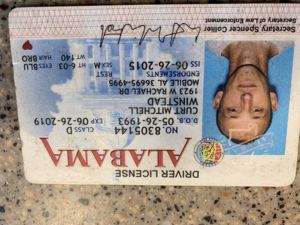 DRIVER LICENSE
ALABAMA
NO.8305144 CLASS D
D.O.B. 05-26-1993 EXP 06-26-2019
CURT MITCHELL
WINSTEAD
1923 W RACHAEL DR
MOBILE AL 36695-4995
ENDORSEMENTS REST
ISS 06-26-2015 SEX M HT 6-03 EYES BLU
WT 140 HAIR BRO
Secretary Spencer Collier
Secretary of Law Enforcement